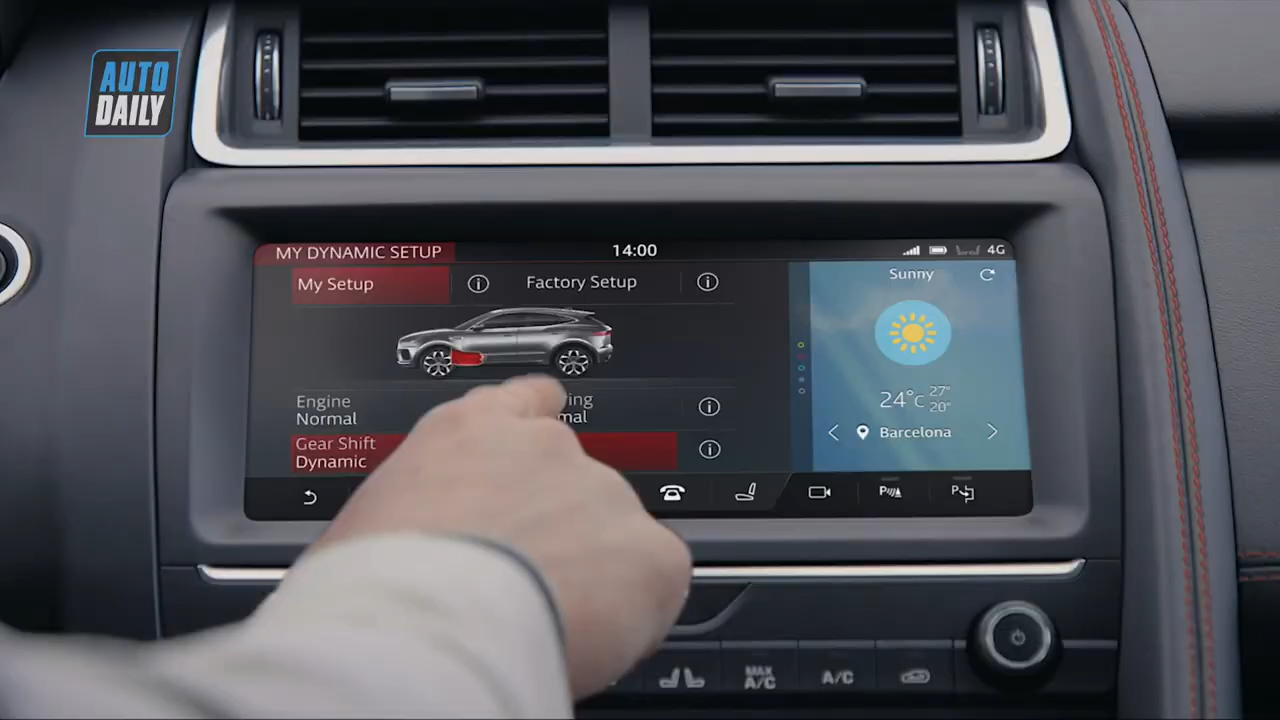 AUTO
DAILY
MY DYNAMIC SETUP
14:00
4G
My Setup
Factory Setup
Sunny
Engine
Normal
Gear Shift
Dynamic
24°C
27°
20°
Barcelona
MAX
A/C
A/C